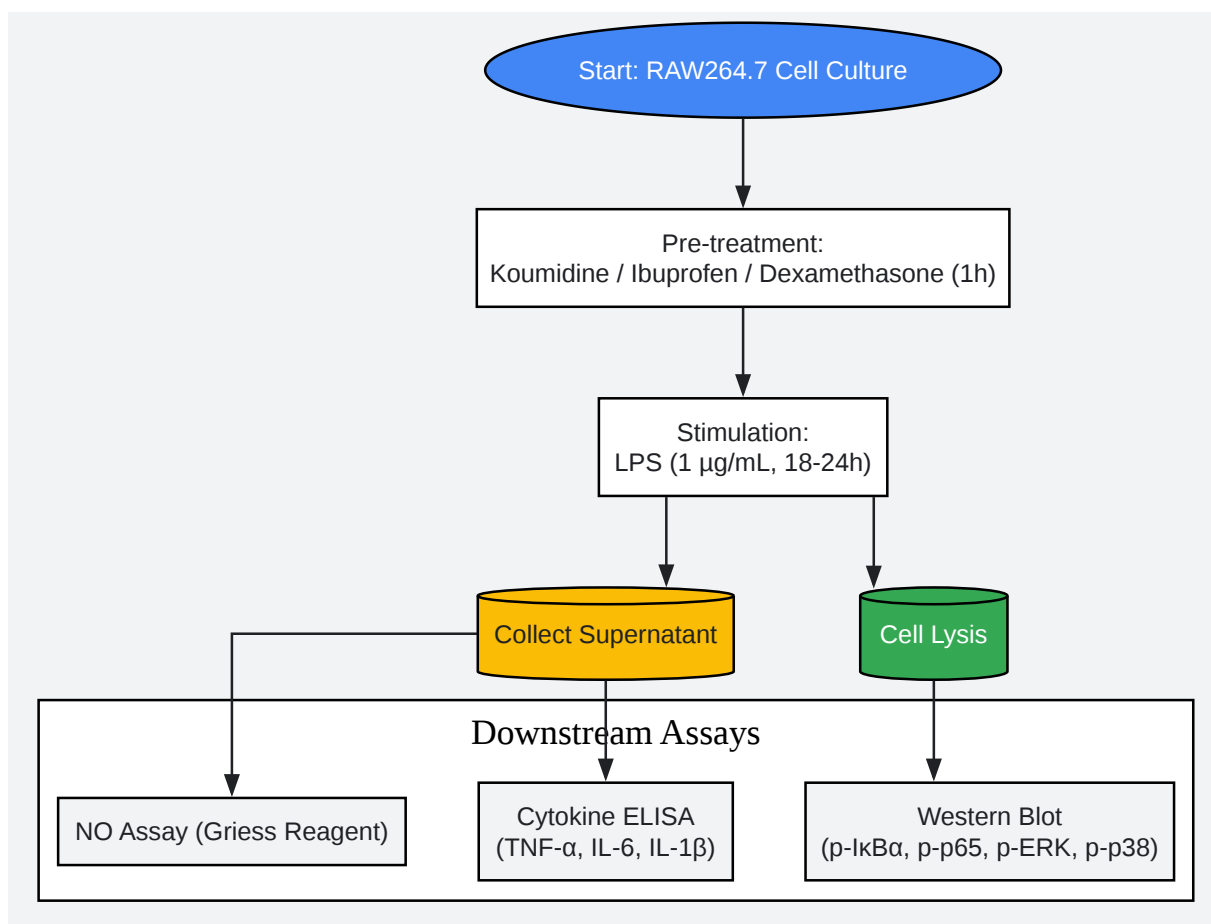 Start: RAW264.7 Cell Culture
Pre-treatment:
Koumidine / Ibuprofen / Dexamethasone (1h)
Stimulation:
LPS (1 µg/mL, 18-24h)
Collect Supernatant
Cell Lysis
Downstream Assays
NO Assay (Griess Reagent)
Cytokine ELISA
(TNF-α, IL-6, IL-1β)
Western Blot
(p-IκBα, p-p65, p-ERK, p-p38)